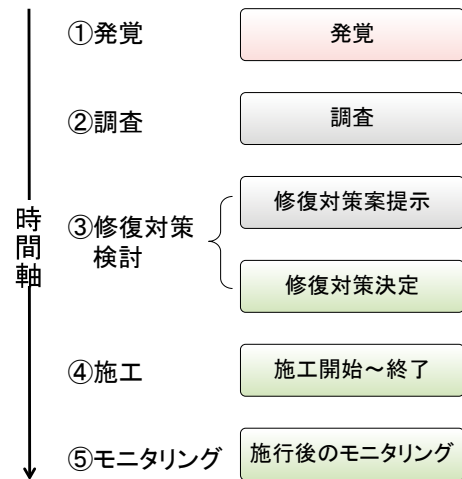 ①発覚
発覚
②調査
調査
時間軸
③修復対策
検討
修復対策案提示
修復対策決定
④施工
施工開始～終了
⑤モニタリング
施行後のモニタリング